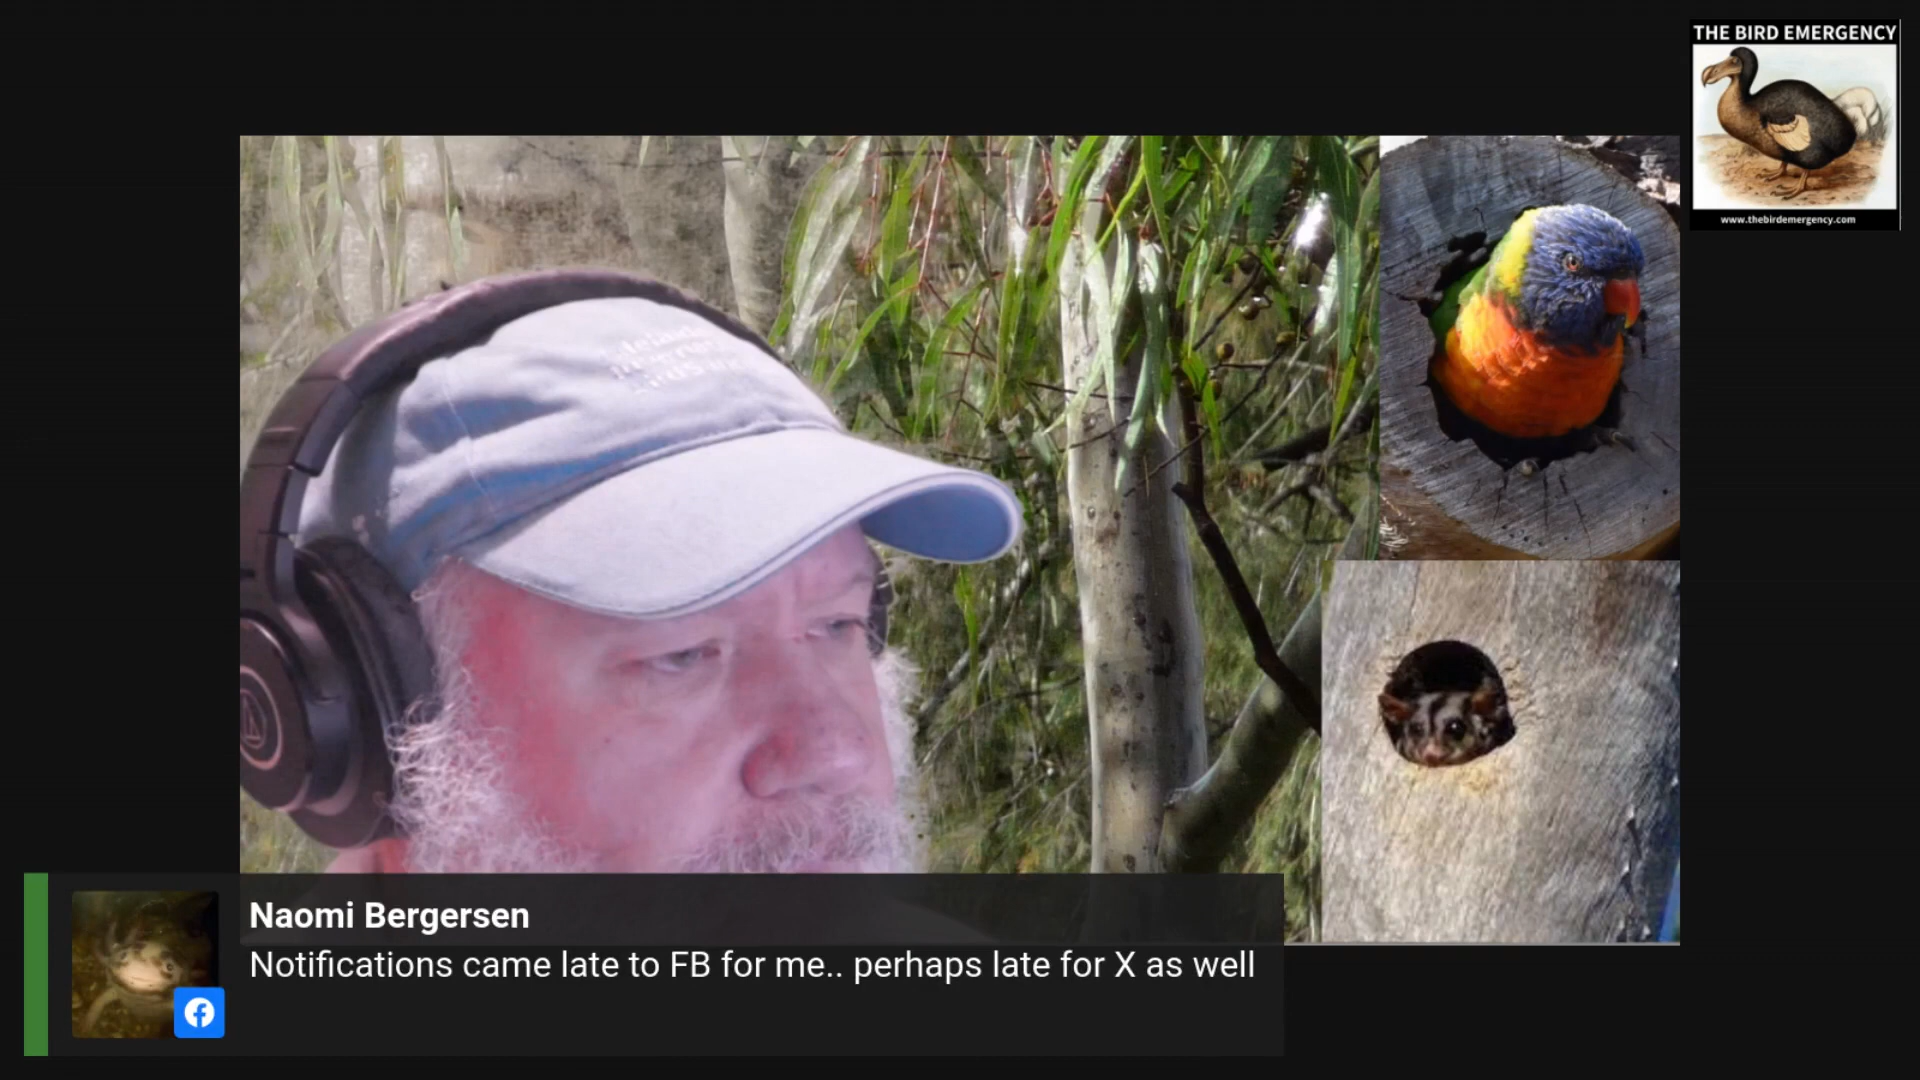 THE BIRD EMERGENCY
www.thebirdemergency.com
Naomi Bergersen
Notifications came late to FB for me.. perhaps late for X as well